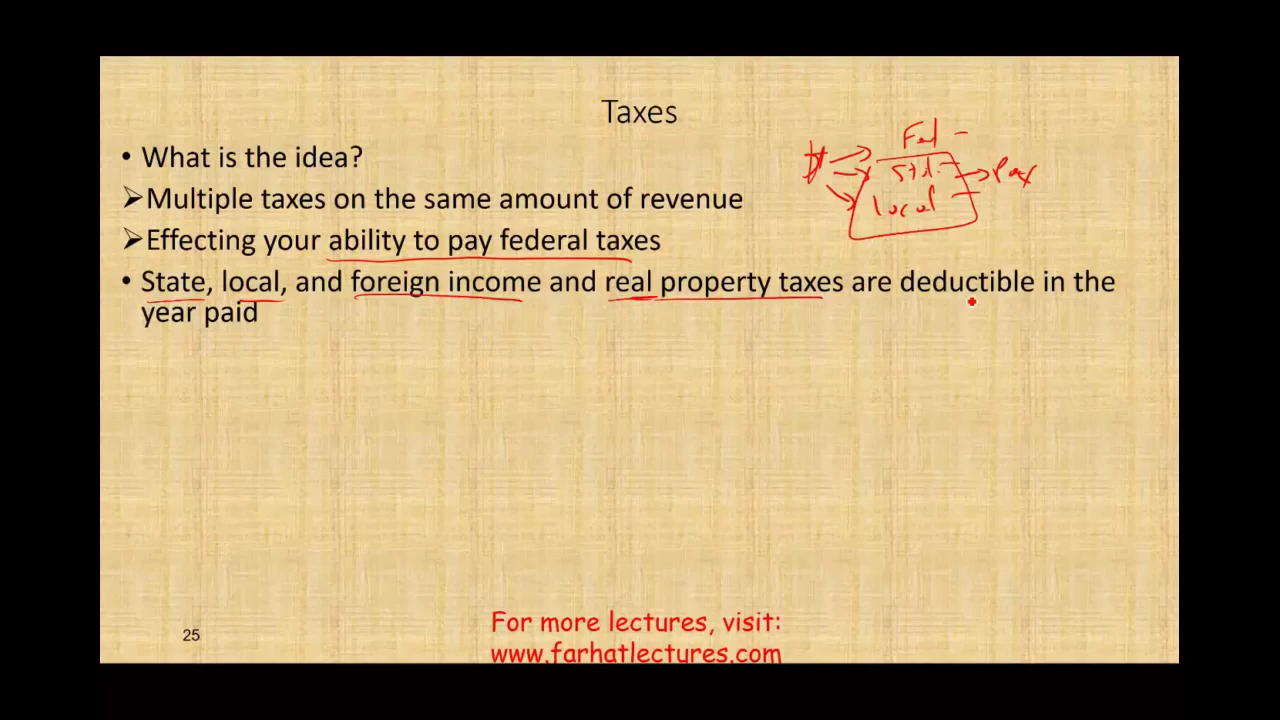 Taxes
• What is the idea?
➢Multiple taxes on the same amount of revenue
➢Effecting your ability to pay federal taxes
• State, local, and foreign income and real property taxes are deductible in the
year paid
Fed
local
Pay
25
For more lectures, visit:
www.farhatlectures.com